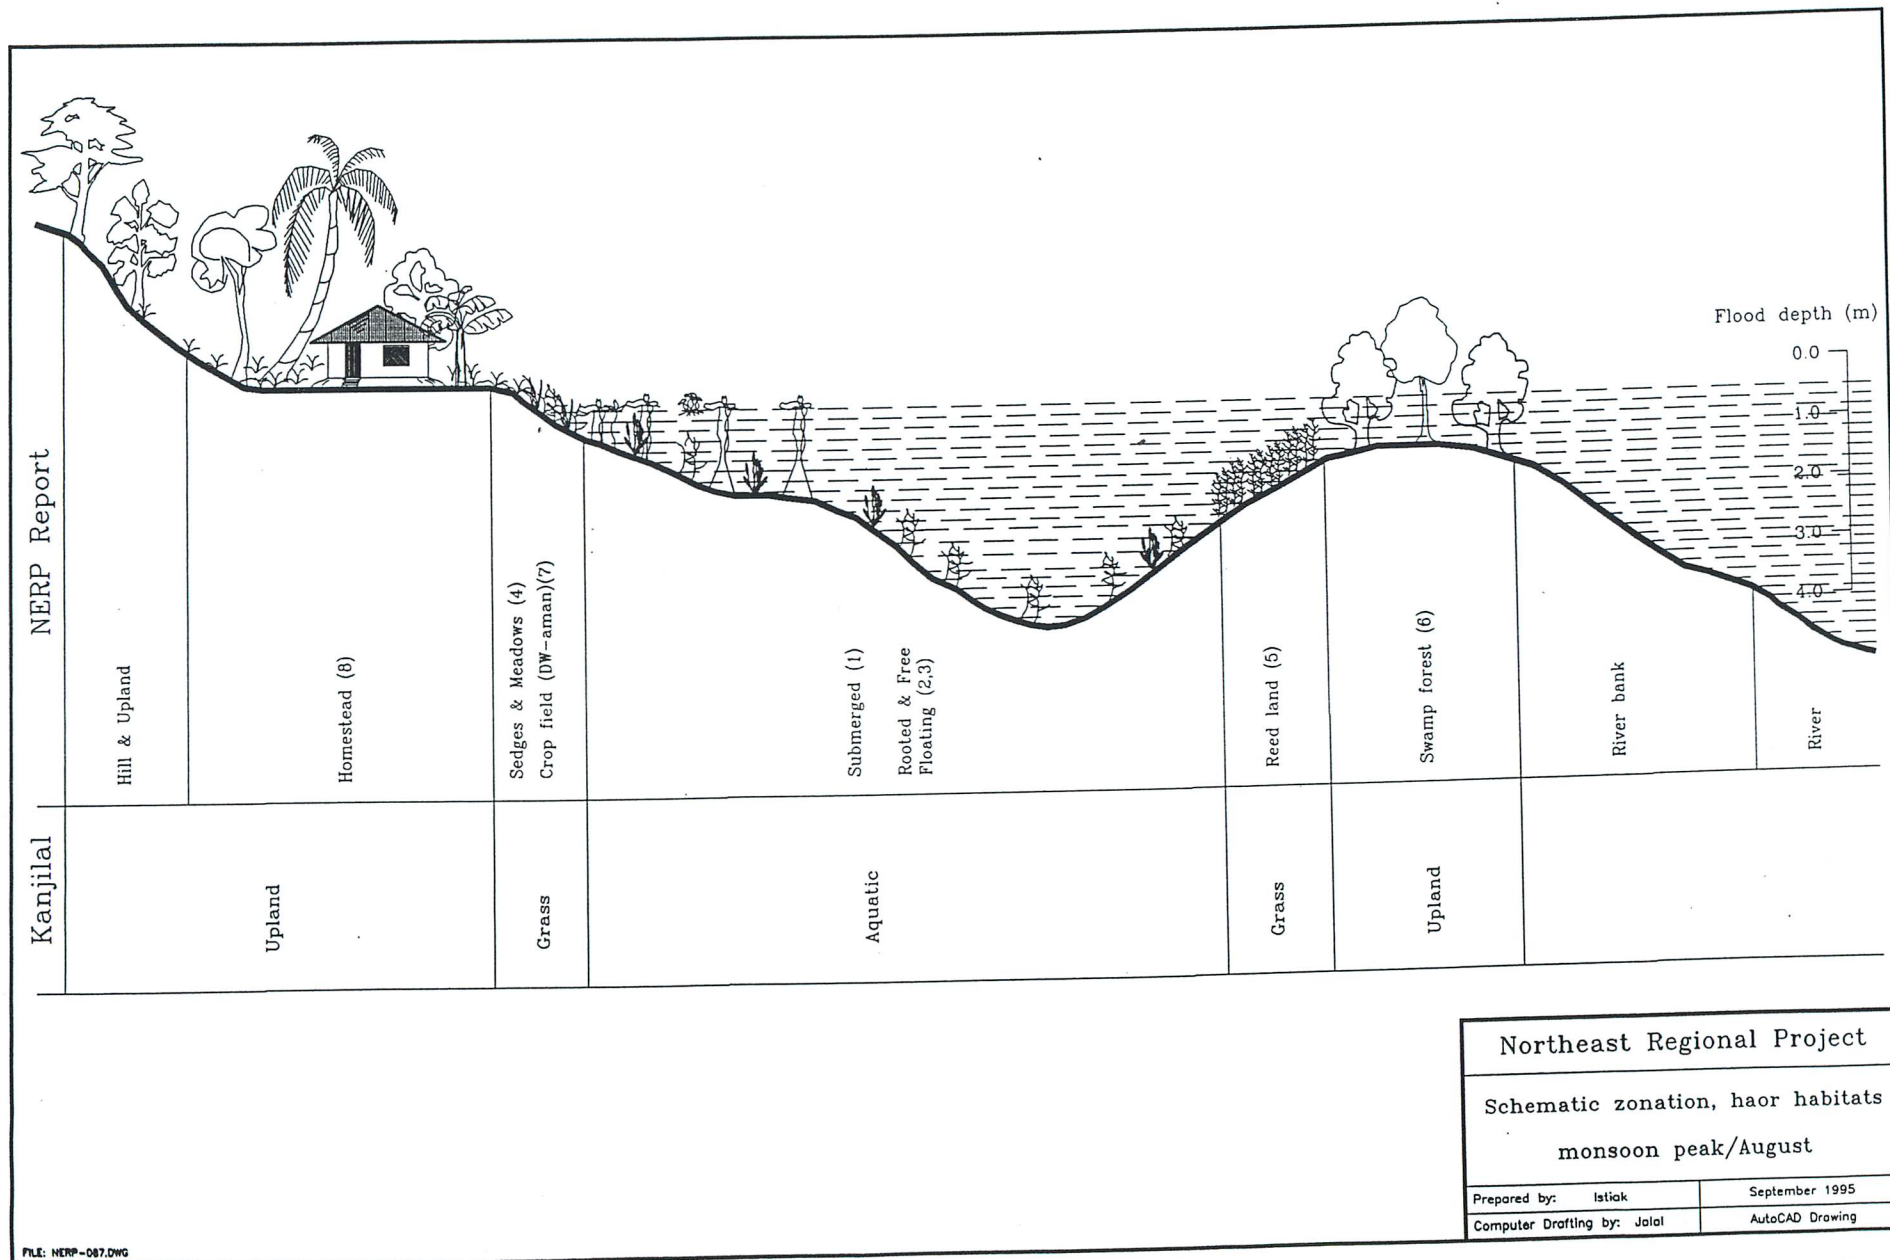 Flood depth (m)
0.0
1.0
2.0
3.0
4.0
NERP Report
Hill & Upland
Homestead (8)
Sedges & Meadows (4)
Crop field (DW-aman)(7)
Submerged (1)
Rooted & Free
Floating (2,3)
Reed land (5)
Swamp forest (6)
River bank
River
Kanjilal
Upland
Grass
Aquatic
Grass
Upland
Northeast Regional Project
Schematic zonation, haor habitats
monsoon peak/August
Prepared by: Istiak
September 1995
Computer Drafting by: Jalal
AutoCAD Drawing
FILE: NERP-087.DWG